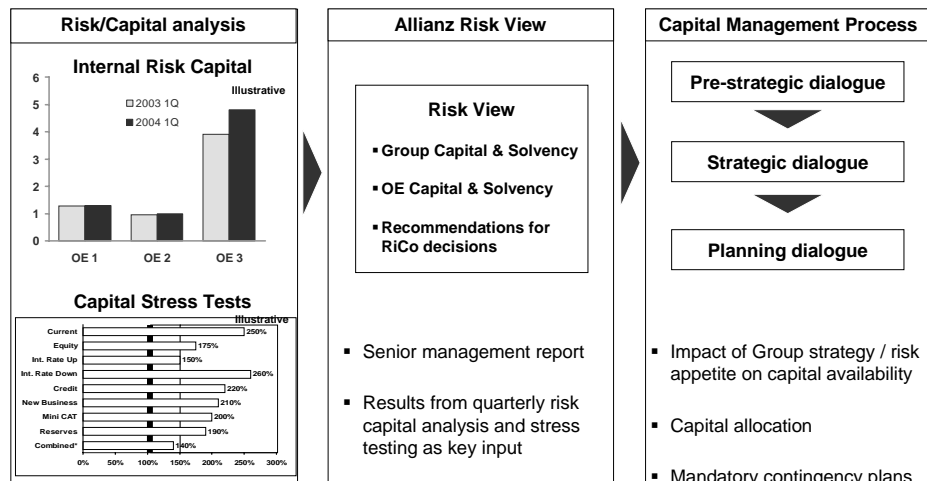 Risk/Capital analysis
Internal Risk Capital
Illustrative
6
5
4
3
2
1
0
2003 1Q
2004 1Q
OE 1 OE 2 OE 3
Capital Stress Tests
Illustrative
Current 250%
Equity 175%
Int. Rate Up 150%
Int. Rate Down 260%
Credit 220%
New Business 210%
Mini CAT 200%
Reserves 190%
Combined* 140%
0% 50% 100% 150% 200% 250% 300%
Allianz Risk View
Risk View
▪ Group Capital & Solvency
▪ OE Capital & Solvency
▪ Recommendations for
RiCo decisions
▪ Senior management report
▪ Results from quarterly risk
capital analysis and stress
testing as key input
Capital Management Process
Pre-strategic dialogue
Strategic dialogue
Planning dialogue
▪ Impact of Group strategy / risk
appetite on capital availability
▪ Capital allocation
▪ Mandatory contingency plans